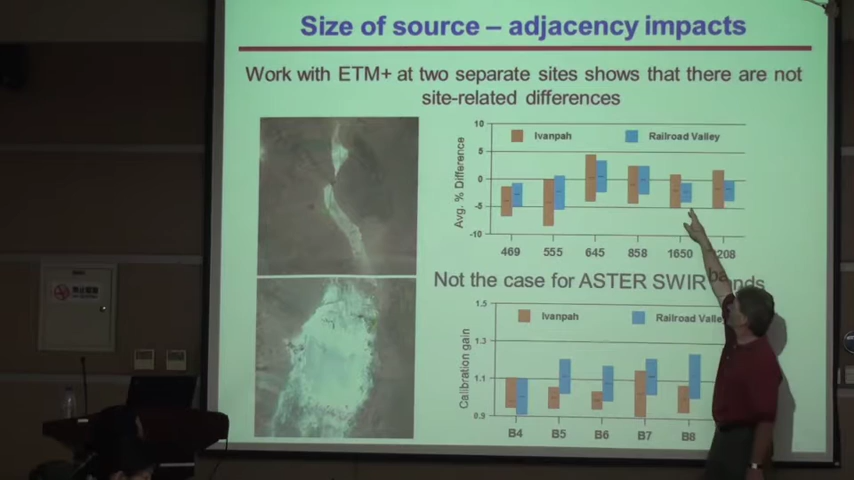 Size of source – adjacency impacts
Work with ETM+ at two separate sites shows that there are not
site-related differences
Avg. % Difference
10
5
0
-5
-10
Ivanpah
Railroad Valley
469
555
645
858
1650
208
Not the case for ASTER SWIR bands
Calibration gain
1.5
1.3
1.1
0.9
Ivanpah
Railroad Valle
B4
B5
B6
B7
B8